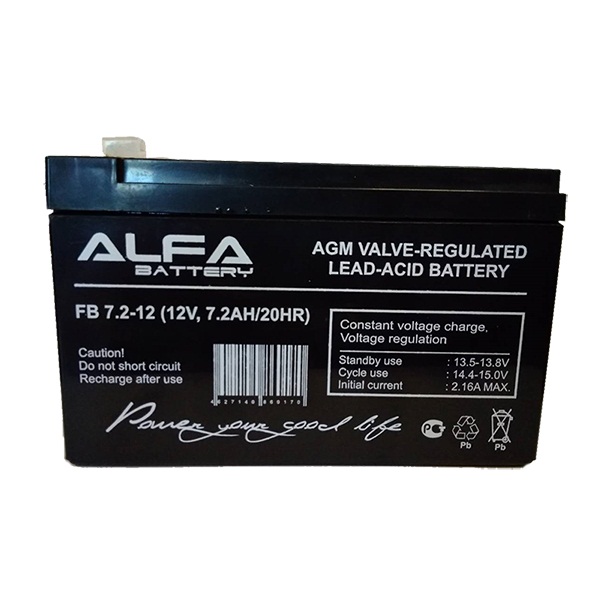 ALFA
BATTERY
FB 7.2-12 (12V, 7.2AH/20HR)
Caution!
Do not short circuit
Recharge after use
4627140860170
Power your good life
AGM VALVE-REGULATED
LEAD-ACID BATTERY
Constant voltage charge.
Voltage regulation
Standby use : 13.5-13.8V
Cycle use : 14.4-15.0V
Initial current : 2.16A MAX.
Pb
Pb